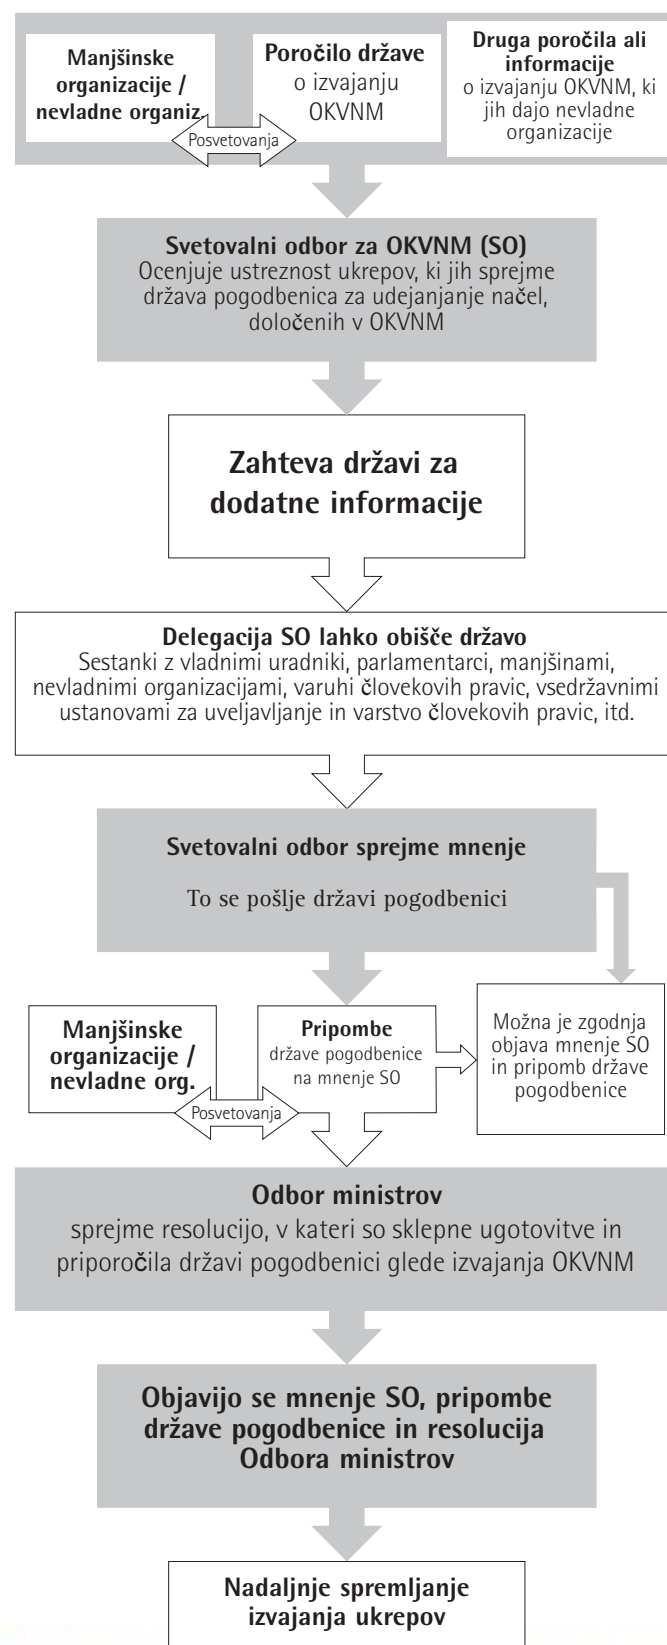 Manjšinske
organizacije /
nevladne organiz.
Posvetovanja
Poročilo države
o izvajanju
OKVNM
Druga poročila ali
informacije
o izvajanju OKVNM, ki
jih dajo nevladne
organizacije
Svetovalni odbor za OKVNM (SO)
Ocenjuje ustreznost ukrepov, ki jih sprejme
država pogodbenica za udejanjanje načel,
določenih v OKVNM
Zahteva državi za
dodatne informacije
Delegacija SO lahko obišče državo
Sestanki z vladnimi uradniki, parlamentarci, manjšinami,
nevladnimi organizacijami, varuhi človekovih pravic, vsedržavnimi
ustanovami za uveljavljanje in varstvo človekovih pravic, itd.
Svetovalni odbor sprejme mnenje
To se pošlje državi pogodbenici
Manjšinske
organizacije /
nevladne org.
Posvetovanja
Pripombe
države pogodbenice
na mnenje SO
Možna je zgodnja
objava mnenje SO
in pripomb države
pogodbenice
Odbor ministrov
sprejme resolucijo, v kateri so sklepne ugotovitve in
priporočila državi pogodbenici glede izvajanja OKVNM
Objavijo se mnenje SO, pripombe
države pogodbenice in resolucija
Odbora ministrov
Nadaljnje spremljanje
izvajanja ukrepov